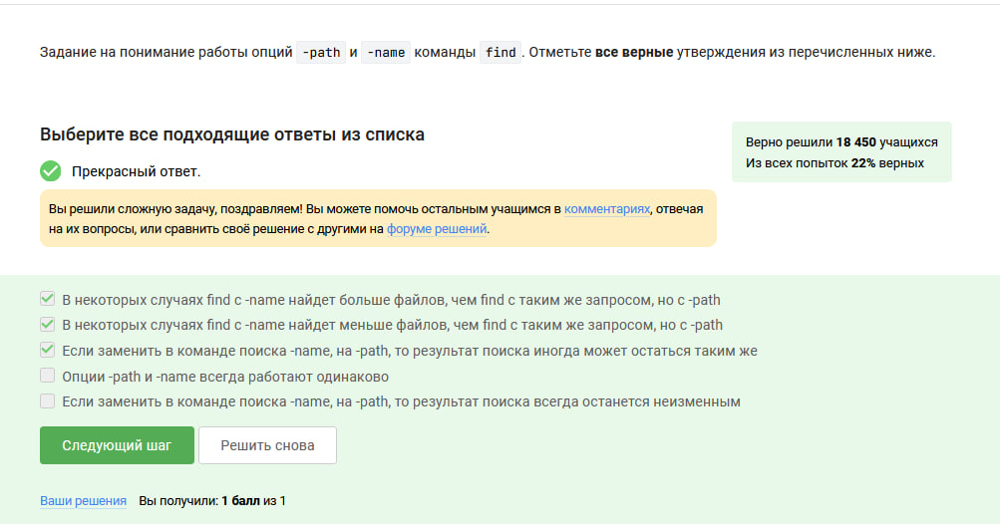 Задание на понимание работы опций -path и -name команды find. Отметьте все верные утверждения из перечисленных ниже.
Выберите все подходящие ответы из списка
Верно решили 18 450 учащихся
Из всех попыток 22% верных
Прекрасный ответ.
Вы решили сложную задачу, поздравляем! Вы можете помочь остальным учащимся в комментариях, отвечая
на их вопросы, или сравнить своё решение с другими на форуме решений.
В некоторых случаях find с -name найдет больше файлов, чем find с таким же запросом, но с -path
В некоторых случаях find с -name найдет меньше файлов, чем find с таким же запросом, но с -path
Если заменить в команде поиска -name, на -path, то результат поиска иногда может остаться таким же
Опции -path и -name всегда работают одинаково
Если заменить в команде поиска -name, на -path, то результат поиска всегда останется неизменным
Следующий шаг Решить снова
Ваши решения Вы получили: 1 балл из 1